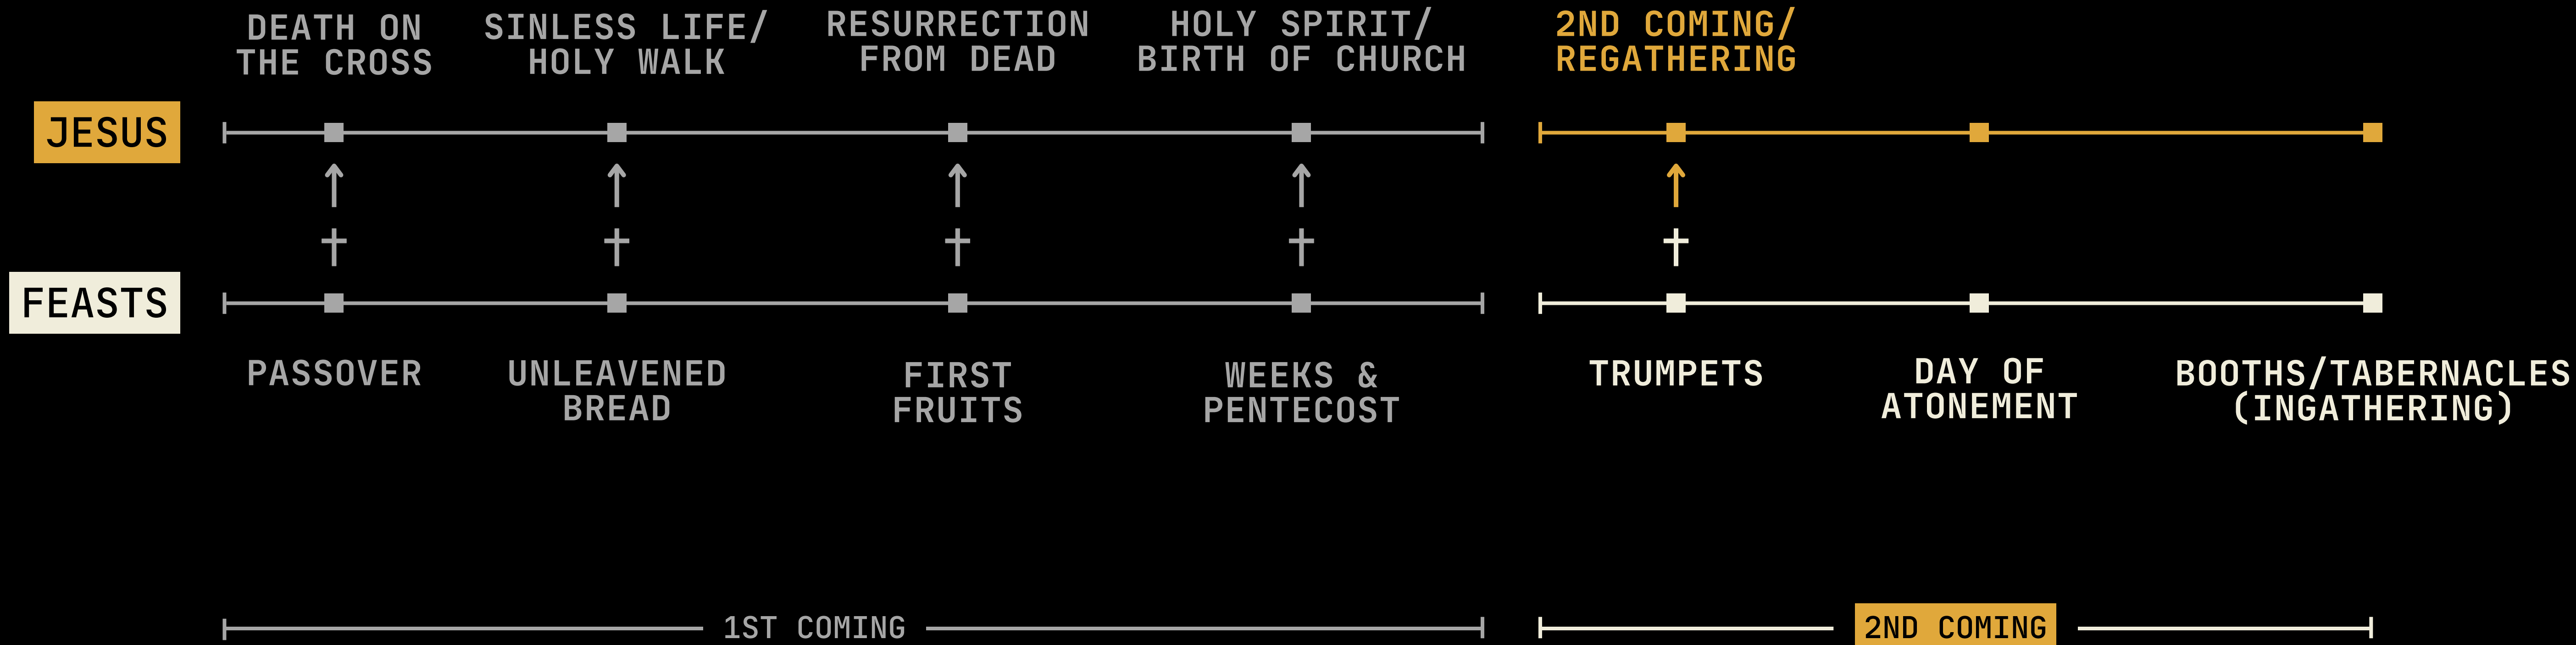 DEATH ON
THE CROSS
SINLESS LIFE/
HOLY WALK
RESURRECTION
FROM DEAD
HOLY SPIRIT/
BIRTH OF CHURCH
2ND COMING/
REGATHERING
JESUS
FEASTS
PASSOVER
UNLEAVENED
BREAD
FIRST
FRUITS
WEEKS &
PENTECOST
TRUMPETS
DAY OF
ATONEMENT
BOOTHS/TABERNACLES
(INGATHERING)
1ST COMING
2ND COMING